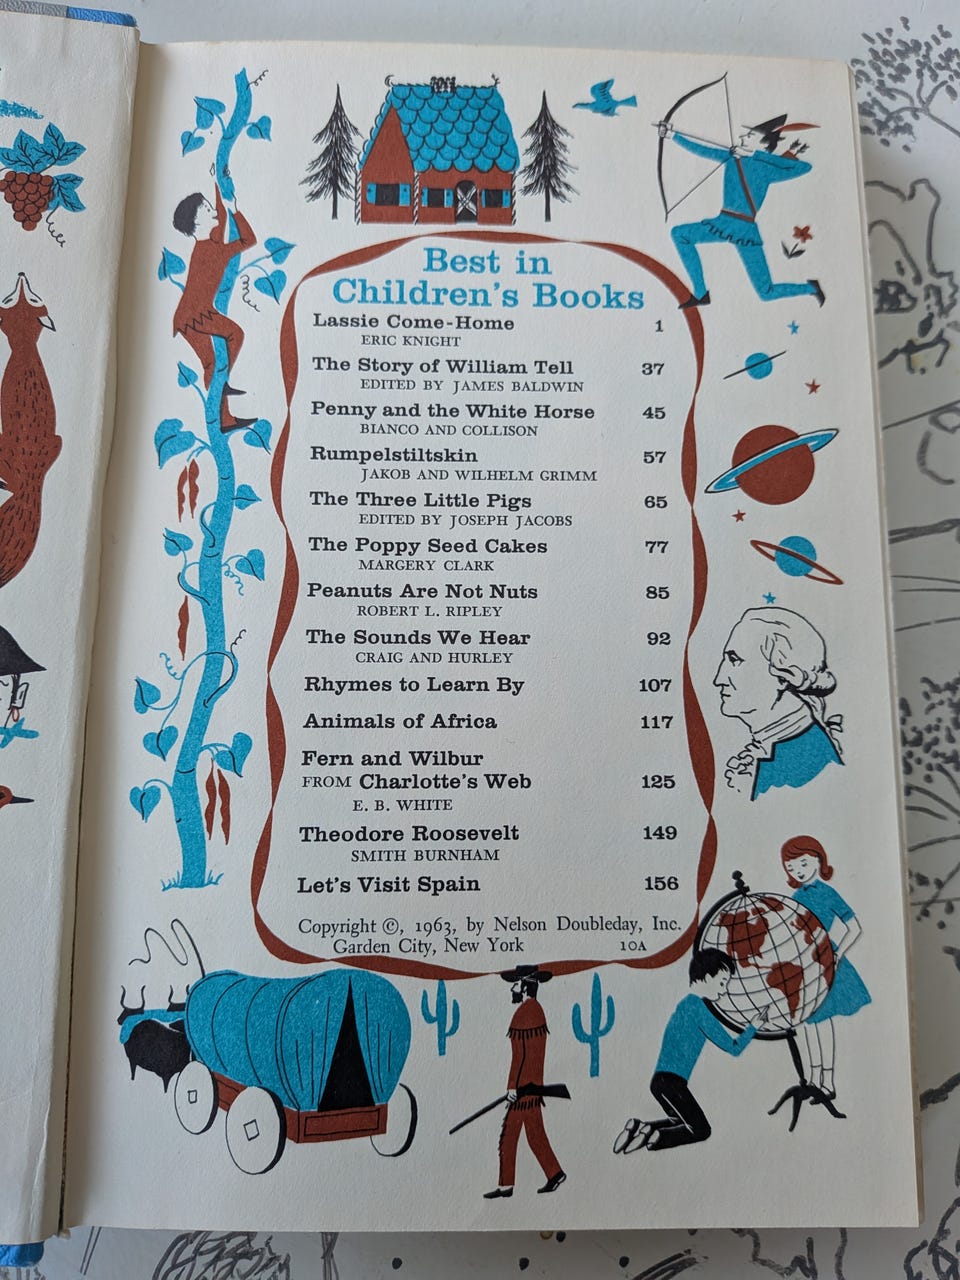 Best in
Children's Books
Lassie Come-Home 1
ERIC KNIGHT
The Story of William Tell 37
EDITED BY JAMES BALDWIN
Penny and the White Horse 45
BIANCO AND COLLISON
Rumpelstiltskin 57
JAKOB AND WILHELM GRIMM
The Three Little Pigs 65
EDITED BY JOSEPH JACOBS
The Poppy Seed Cakes 77
MARGERY CLARK
Peanuts Are Not Nuts 85
ROBERT L. RIPLEY
The Sounds We Hear 92
CRAIG AND HURLEY
Rhymes to Learn By 107
Animals of Africa 117
Fern and Wilbur
FROM Charlotte's Web 125
E. B. WHITE
Theodore Roosevelt 149
SMITH BURNHAM
Let's Visit Spain 156
Copyright ©, 1963, by Nelson Doubleday, Inc.
Garden City, New York 10A